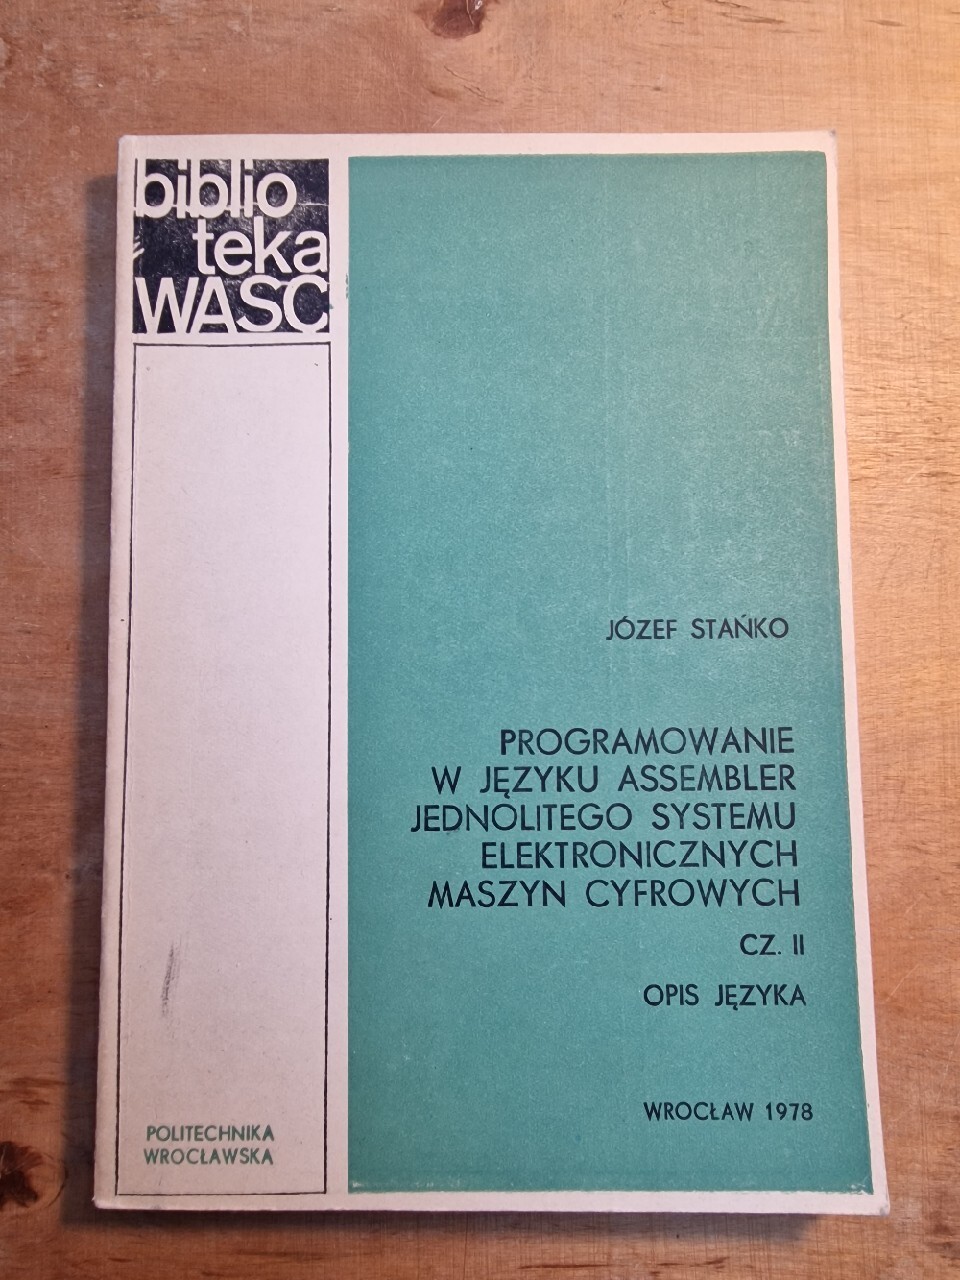 biblio
teka
WASC
JÓZEF STAŃKO
PROGRAMOWANIE
W JĘZYKU ASSEMBLER
JEDNOLITEGO SYSTEMU
ELEKTRONICZNYCH
MASZYN CYFROWYCH
CZ. II
OPIS JĘZYKA
WROCŁAW 1978
POLITECHNIKA
WROCŁAWSKA